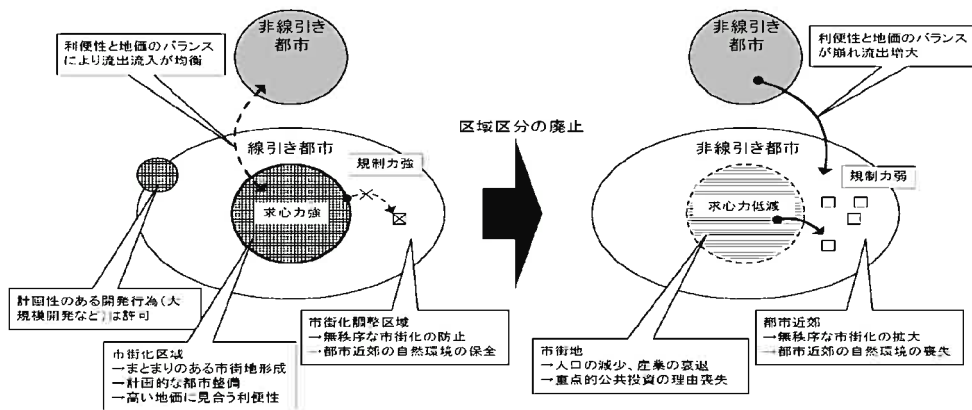 非線引き
都市
利便性と地価のバランス
により流出流入が均衡
線引き都市
規制力強
求心力強
計画性のある開発行為(大
規模開発など)は許可
市街化区域
→まとまりのある市街地形成
→計画的な都市整備
→高い地価に見合う利便性
市街化調整区域
→無秩序な市街化の防止
→都市近郊の自然環境の保全
区域区分の廃止
非線引き
都市
利便性と地価のバランス
が崩れ流出増大
非線引き都市
規制力弱
求心力低減
市街地
→人口の減少、産業の衰退
→重点的公共投資の理由喪失
都市近郊
→無秩序な市街化の拡大
→都市近郊の自然環境の喪失